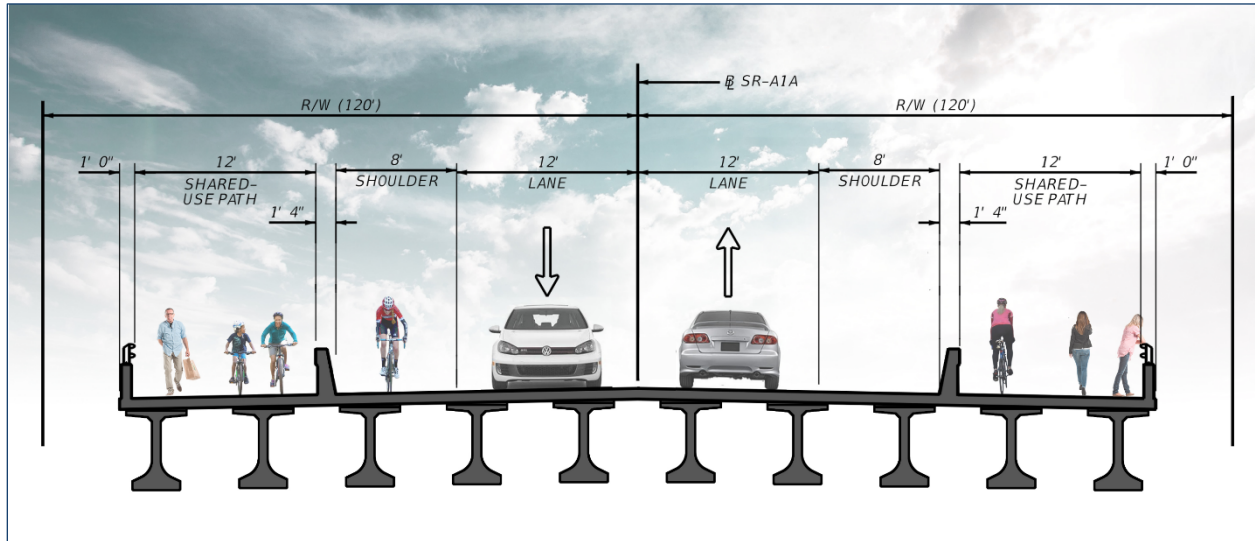 ℄ SR-A1A
R/W (120')
R/W (120')
1' 0"
12'
8'
12'
12'
8'
12'
1' 0"
SHARED-
USE PATH
SHOULDER
LANE
LANE
SHOULDER
SHARED-
USE PATH
1' 4"
1' 4"